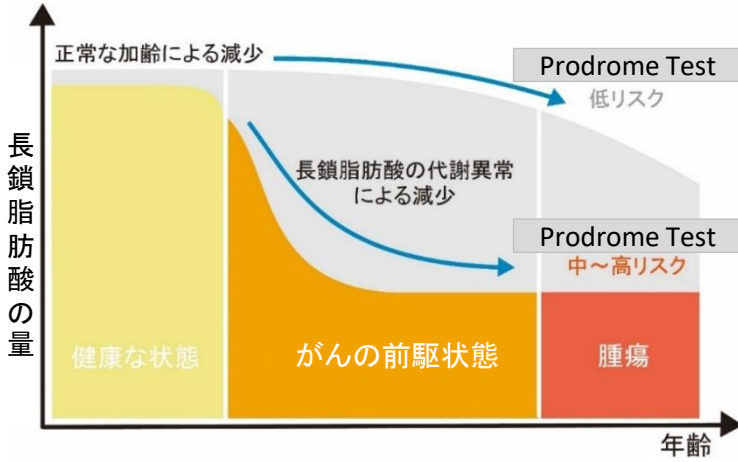 正常な加齢による減少
Prodrome Test
低リスク
長鎖脂肪酸の代謝異常
による減少
Prodrome Test
中～高リスク
長鎖脂肪酸の量
健康な状態
がんの前駆状態
腫瘍
年齢